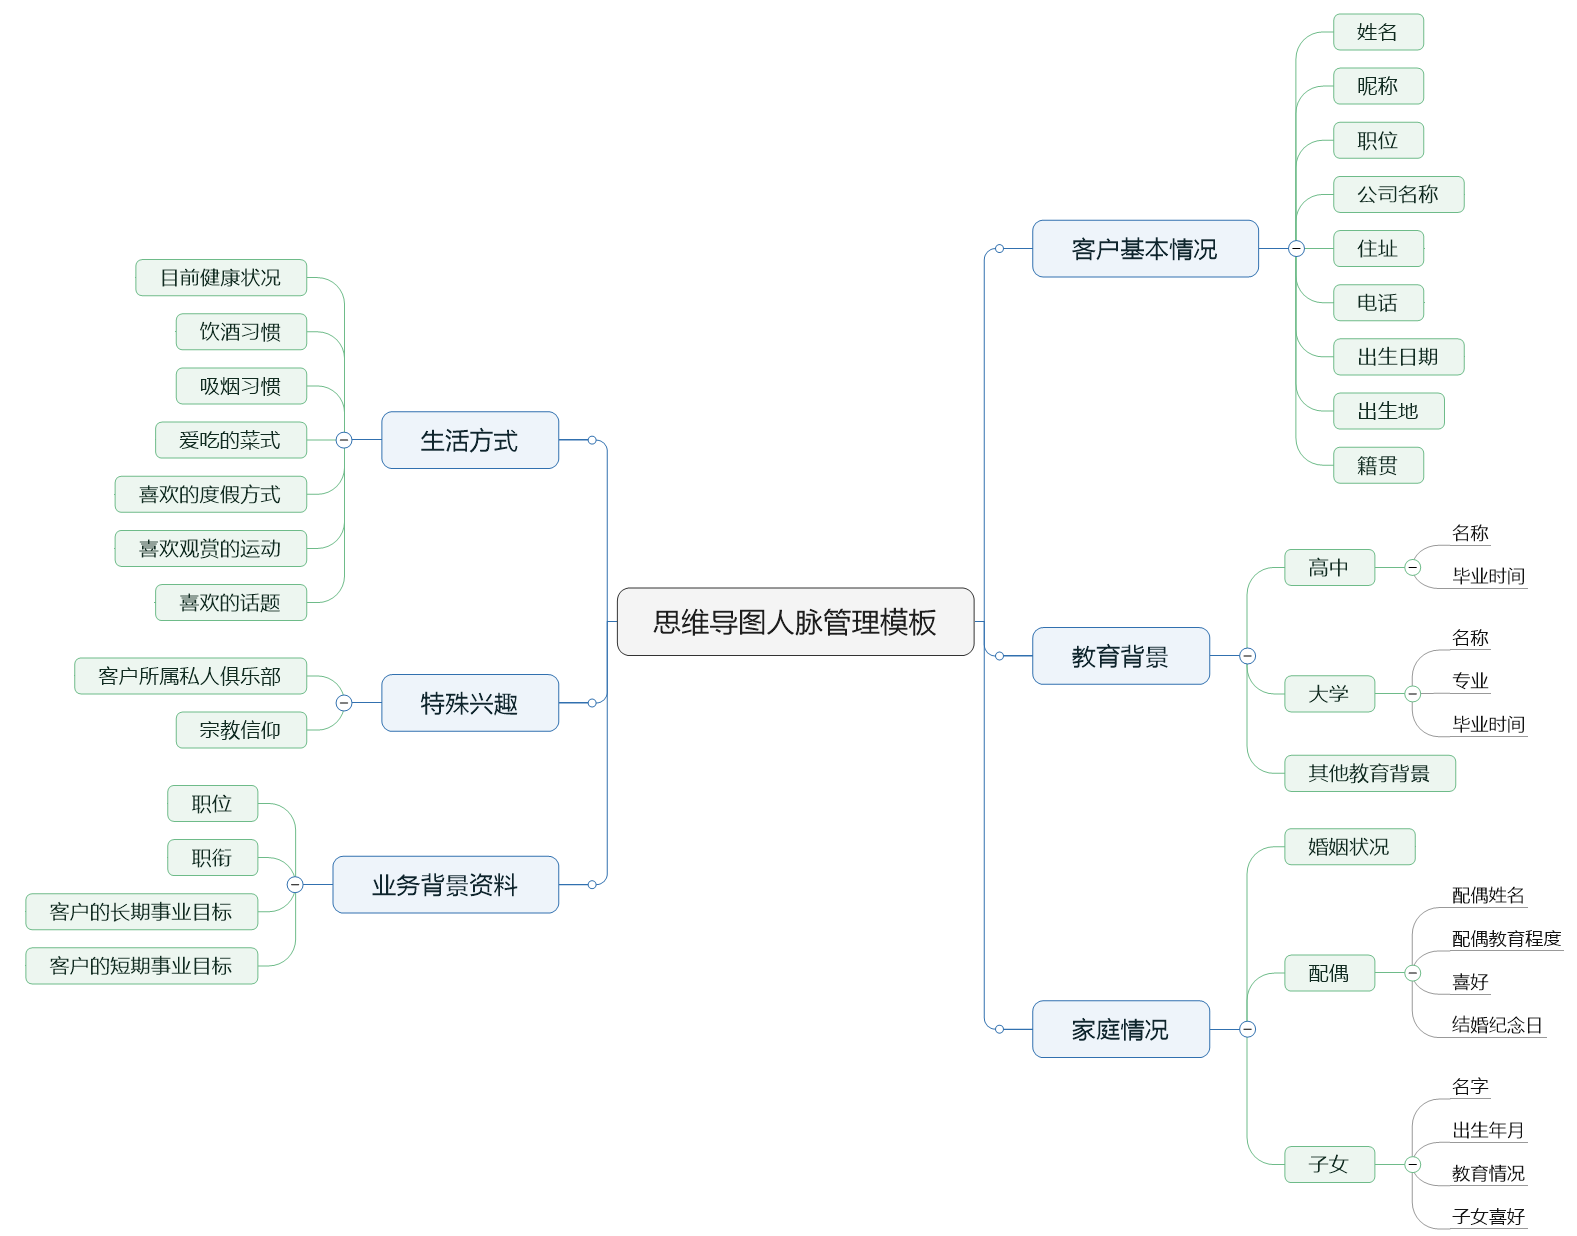 思维导图人脉管理模板
客户基本情况
姓名
昵称
职位
公司名称
住址
电话
出生日期
出生地
籍贯
教育背景
高中
名称
毕业时间
大学
名称
专业
毕业时间
其他教育背景
家庭情况
婚姻状况
配偶
配偶姓名
配偶教育程度
喜好
结婚纪念日
子女
名字
出生年月
教育情况
子女喜好
生活方式
目前健康状况
饮酒习惯
吸烟习惯
爱吃的菜式
喜欢的度假方式
喜欢观赏的运动
喜欢的话题
特殊兴趣
客户所属私人俱乐部
宗教信仰
业务背景资料
职位
职衔
客户的长期事业目标
客户的短期事业目标